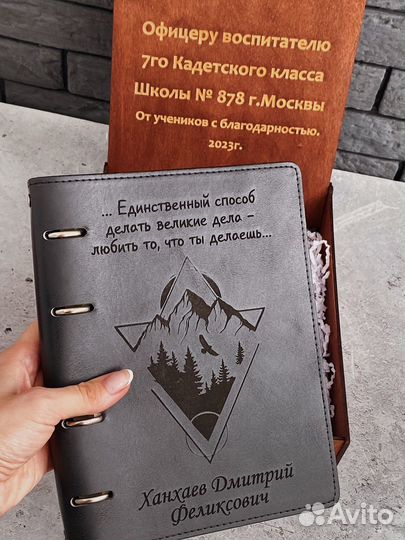 Офицеру воспитателю
7го Кадетского класса
Школы № 878 г.Москвы
От учеников с благодарностью.
2023г.
... Единственный способ
делать великие дела –
любить то, что ты делаешь...
Ханхаев Дмитрий
Феликсович
Avito